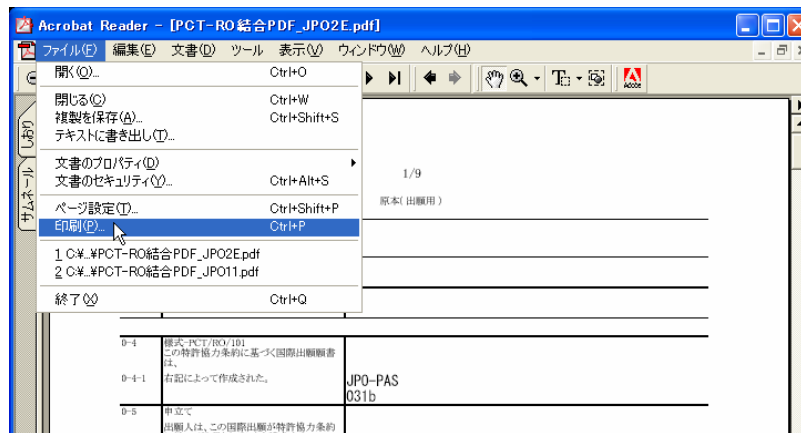 Acrobat Reader - [PCT-RO結合PDF_JPO2E.pdf]
ファイル(F) 編集(E) 文書(D) ツール 表示(V) ウィンドウ(W) ヘルプ(H)
開く(O)... Ctrl+O
閉じる(C) Ctrl+W
複製を保存(A)... Ctrl+Shift+S
テキストに書き出し(T)...
文書のプロパティ(D)
文書のセキュリティ(Y)... Ctrl+Alt+S
ページ設定(T)... Ctrl+Shift+P
印刷(P)... Ctrl+P
1 C:¥...¥PCT-RO結合PDF_JPO2E.pdf
2 C:¥...¥PCT-RO結合PDF_JPO11.pdf
終了(X) Ctrl+Q
Adobe
しおり
サムネール
1/9
原本(出願用)
0-4 様式-PCT/RO/101
この特許協力条約に基づく国際出願願書
は、
0-4-1 右記によって作成された。 JPO-PAS
031b
0-5 申立て
出願人は、この国際出願が特許協力条約